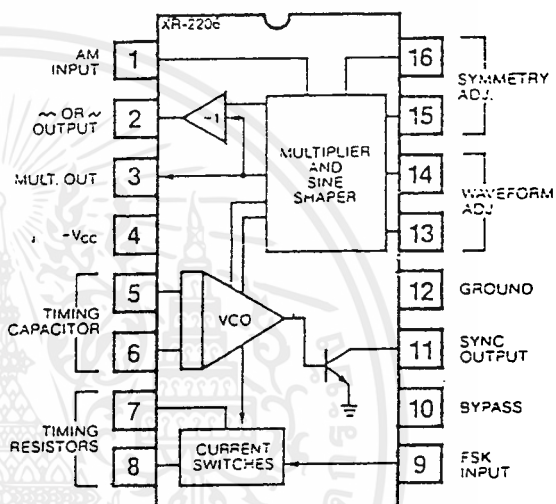 XR-2206
AM
INPUT
1
∼∼ OR ∼
OUTPUT
2
MULT. OUT
3
-VCC
4
TIMING
CAPACITOR
5
6
TIMING
RESISTORS
7
8
-1
MULTIPLIER
AND
SINE
SHAPER
VCO
CURRENT
SWITCHES
16
SYMMETRY
ADJ.
15
14
WAVEFORM
ADJ
13
12
GROUND
11
SYNC
OUTPUT
10
BYPASS
9
FSK
INPUT